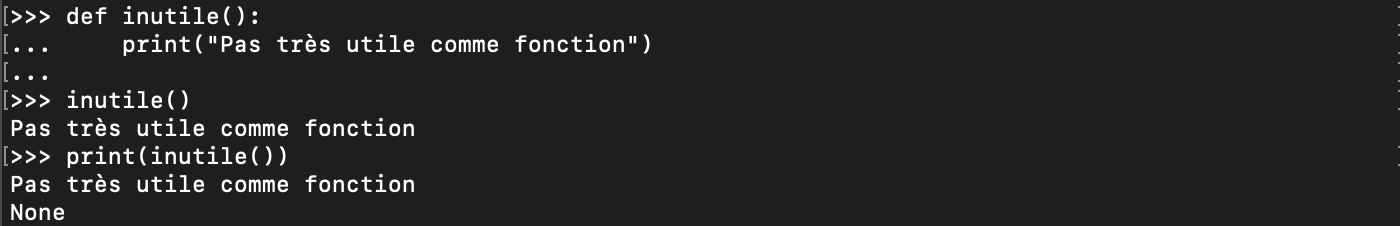 [>>> def inutile():
[...     print("Pas très utile comme fonction")
[...
[>>> inutile()
Pas très utile comme fonction
[>>> print(inutile())
Pas très utile comme fonction
None